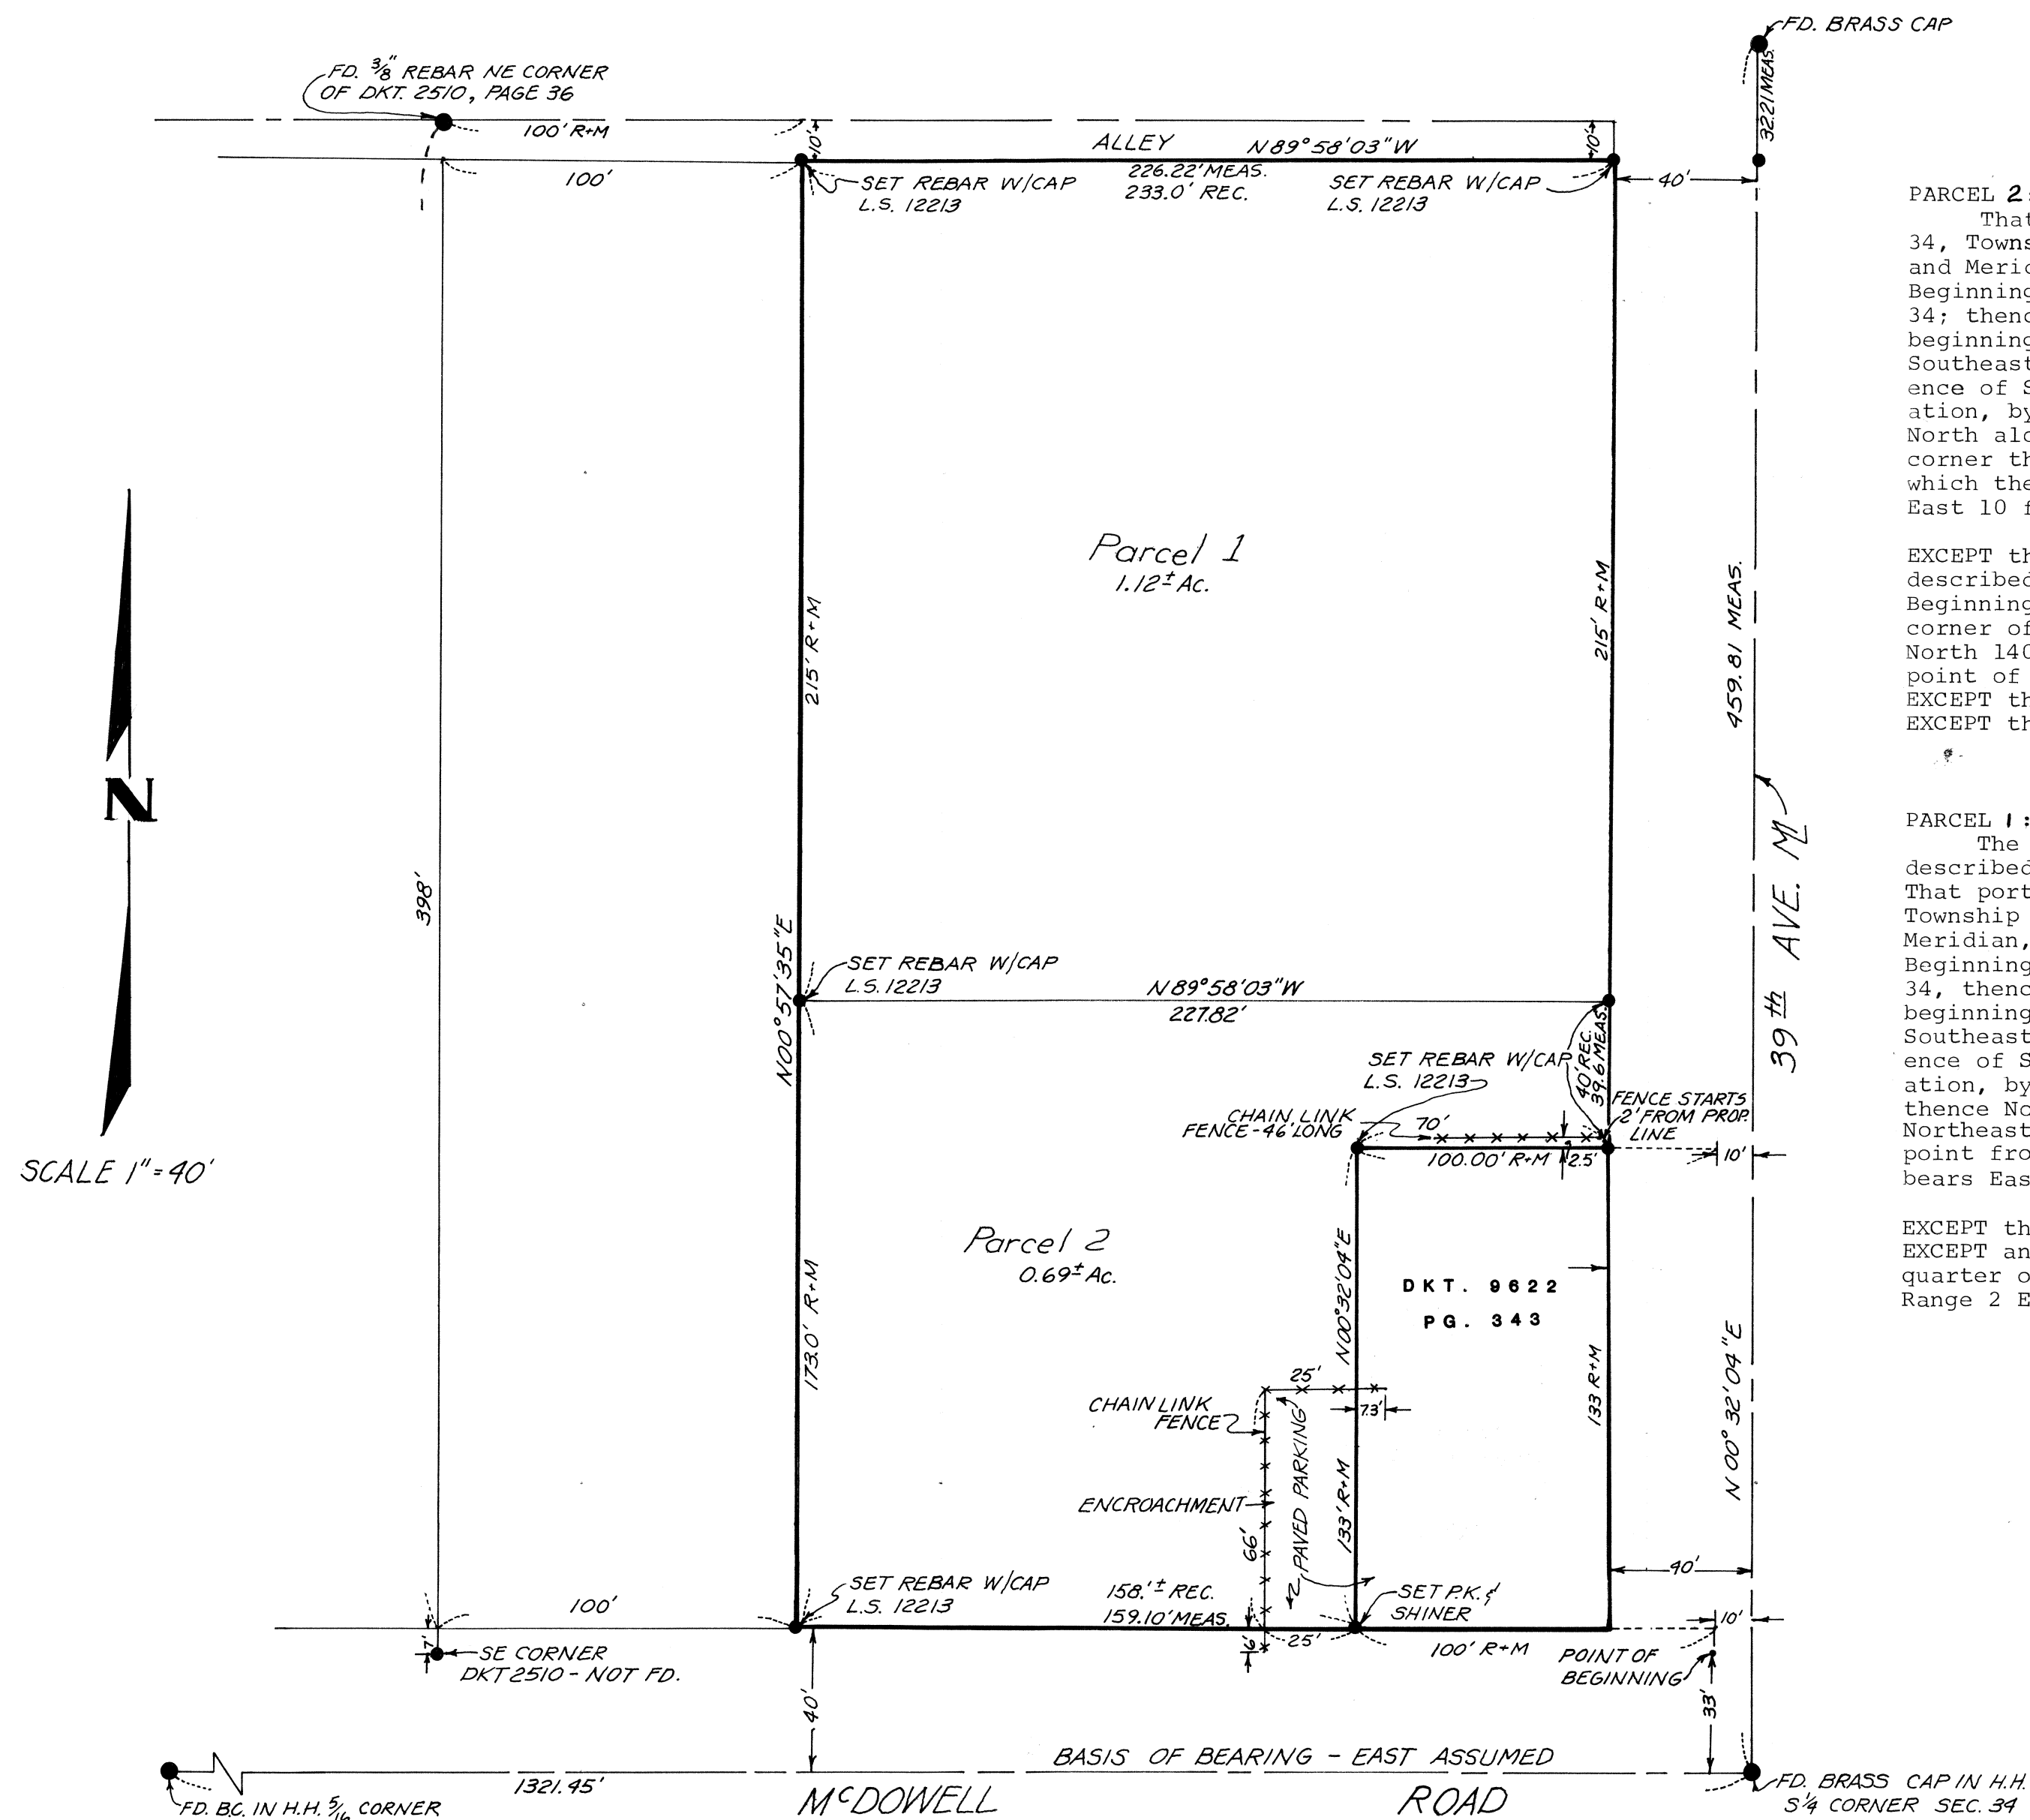 FD. BRASS CAP
32.21 MEAS.
FD. 3/8" REBAR NE CORNER
OF DKT. 2510, PAGE 36
100' R+M
10'
ALLEY
N89°58'03"W
10'
100'
SET REBAR W/CAP
L.S. 12213
226.22' MEAS.
233.0' REC.
SET REBAR W/CAP
L.S. 12213
40'
Parcel 1
1.12± AC.
215' R+M
215' R+M
459.81 MEAS.
N
SCALE 1"=40'
398'
N00°57'35"E
SET REBAR W/CAP
L.S. 12213
N89°58'03"W
227.82'
39th AVE. ML
SET REBAR W/CAP
L.S. 12213
40' REC.
39.6 MEAS.
CHAIN LINK
FENCE-46' LONG
70'
FENCE STARTS
2' FROM PROP.
LINE
100.00' R+M
2.5'
10'
Parcel 2
0.69± AC.
173.0' R+M
N00°32'04"E
DKT. 9622
PG. 343
133 R+M
N00°32'04"E
25'
7.3'
CHAIN LINK
FENCE
PAVED PARKING
133' R+M
ENCROACHMENT
66'
40'
SET REBAR W/CAP
L.S. 12213
158.'± REC.
159.10' MEAS.
SET P.K. &
SHINER
100'
7'
SE CORNER
DKT 2510 - NOT FD.
6'
25'
100' R+M
10'
POINT OF
BEGINNING
40'
33'
BASIS OF BEARING - EAST ASSUMED
1321.45'
McDOWELL ROAD
FD. B.C. IN H.H. 5/16 CORNER
FD. BRASS CAP IN H.H.
S 1/4 CORNER SEC. 34
PARCEL 2:
That
34, Towns
and Meric
Beginning
34; thenc
beginning
Southeast
ence of S
ation, by
North alo
corner th
which the
East 10 f
EXCEPT th
described
Beginning
corner of
North 140
point of
EXCEPT th
EXCEPT th
PARCEL 1:
The
described
That port
Township
Meridian,
Beginning
34, thenc
beginning
Southeast
ence of S
ation, by
thence No
Northeast
point fro
bears Eas
EXCEPT th
EXCEPT an
quarter o
Range 2 E